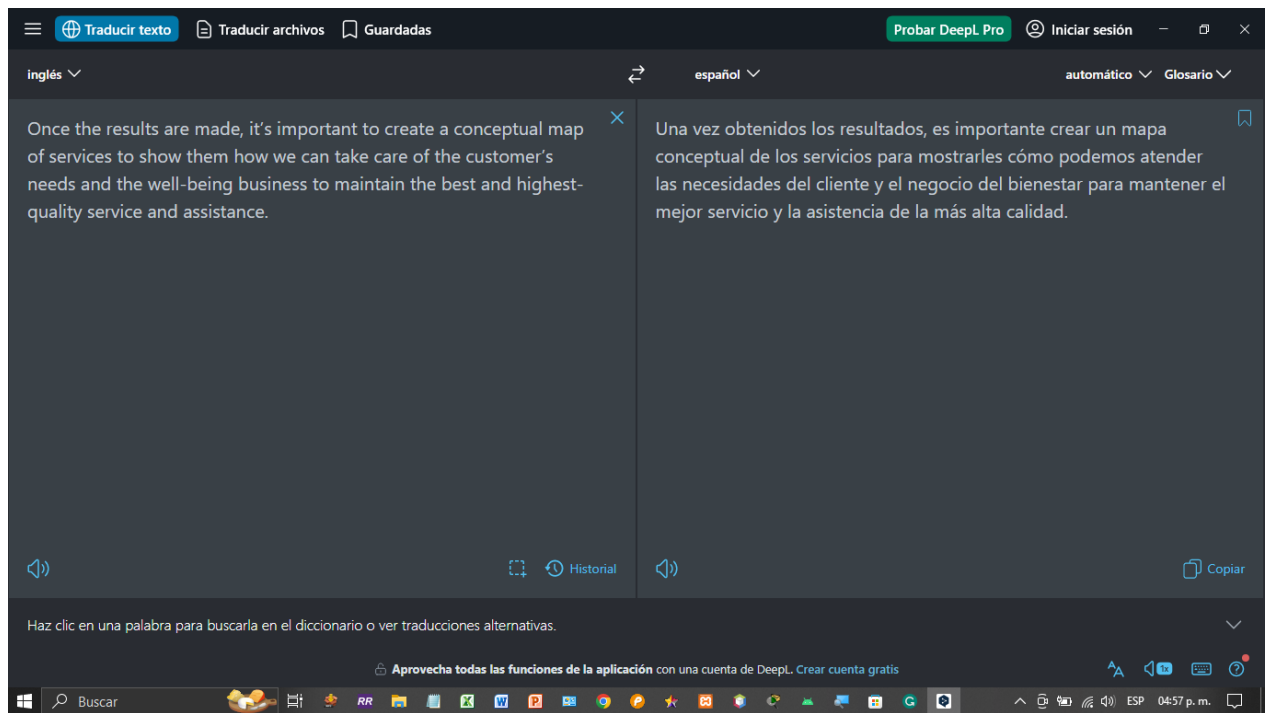 Traducir texto Traducir archivos Guardadas Probar DeepL Pro Iniciar sesión
inglés español automático Glosario
Once the results are made, it's important to create a conceptual map
of services to show them how we can take care of the customer's
needs and the well-being business to maintain the best and highest-
quality service and assistance.
Una vez obtenidos los resultados, es importante crear un mapa
conceptual de los servicios para mostrarles cómo podemos atender
las necesidades del cliente y el negocio del bienestar para mantener el
mejor servicio y la asistencia de la más alta calidad.
Historial Copiar
Haz clic en una palabra para buscarla en el diccionario o ver traducciones alternativas.
Aprovecha todas las funciones de la aplicación con una cuenta de DeepL. Crear cuenta gratis
AA 1x
Buscar RR X W P G ESP 04:57 p. m.